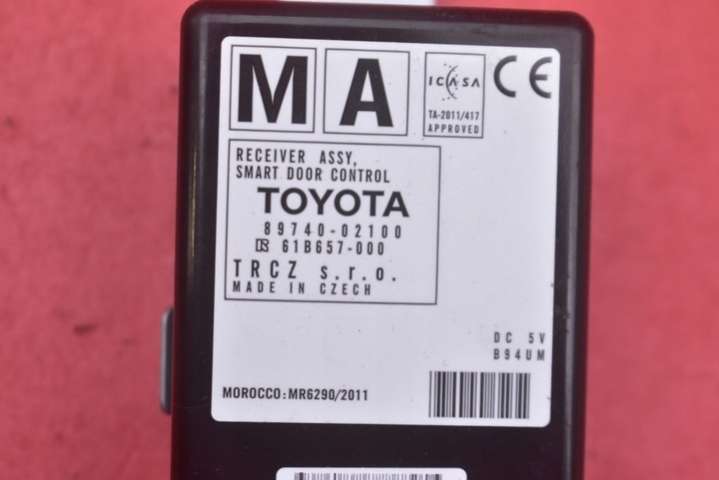 M A
ICASA
TA-2011/417
APPROVED
CE
RECEIVER ASSY,
SMART DOOR CONTROL
TOYOTA
89740-02100
61B657-000
TRCZ s.r.o.
MADE IN CZECH
DC 5V
B94UM
MOROCCO:MR6290/2011